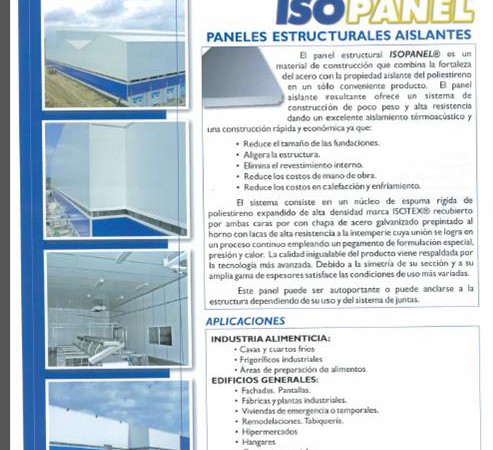 ISOPANEL
PANELES ESTRUCTURALES AISLANTES
El panel estructural ISOPANEL® es un
material de construcción que combina la fortaleza
del acero con la propiedad aislante del poliestireno
en un sólo conveniente producto. El panel
aislante resultante ofrece un sistema de
construcción de poco peso y alta resistencia
dando un excelente aislamiento térmoacústico y
una construcción rápida y económica ya que:
• Reduce el tamaño de las fundaciones.
• Aligera la estructura.
• Elimina el revestimiento interno.
• Reduce los costos de mano de obra.
• Reduce los costos en calefacción y enfriamiento.
El sistema consiste en un núcleo de espuma rígida de
poliestireno expandido de alta densidad marca ISOTEX® recubierto
por ambas caras por con chapa de acero galvanizado prepintado al
horno con lacas de alta resistencia a la intemperie cuya unión se logra en
un proceso continuo empleando un pegamento de formulación especial,
presión y calor. La calidad inigualable del producto viene respaldada por
la tecnología más avanzada. Debido a la simetría de su sección y a su
amplia gama de espesores satisface las condiciones de uso más variadas.
Este panel puede ser autoportante o puede anclarse a la
estructura dependiendo de su uso y del sistema de juntas.
APLICACIONES
INDUSTRIA ALIMENTICIA:
• Cavas y cuartos fríos
• Frigoríficos industriales
• Áreas de preparación de alimentos
EDIFICIOS GENERALES:
• Fachadas. Pantallas.
• Fábricas y plantas industriales.
• Viviendas de emergencia o temporales.
• Remodelaciones. Tabiquería.
• Hipermercados
• Hangares